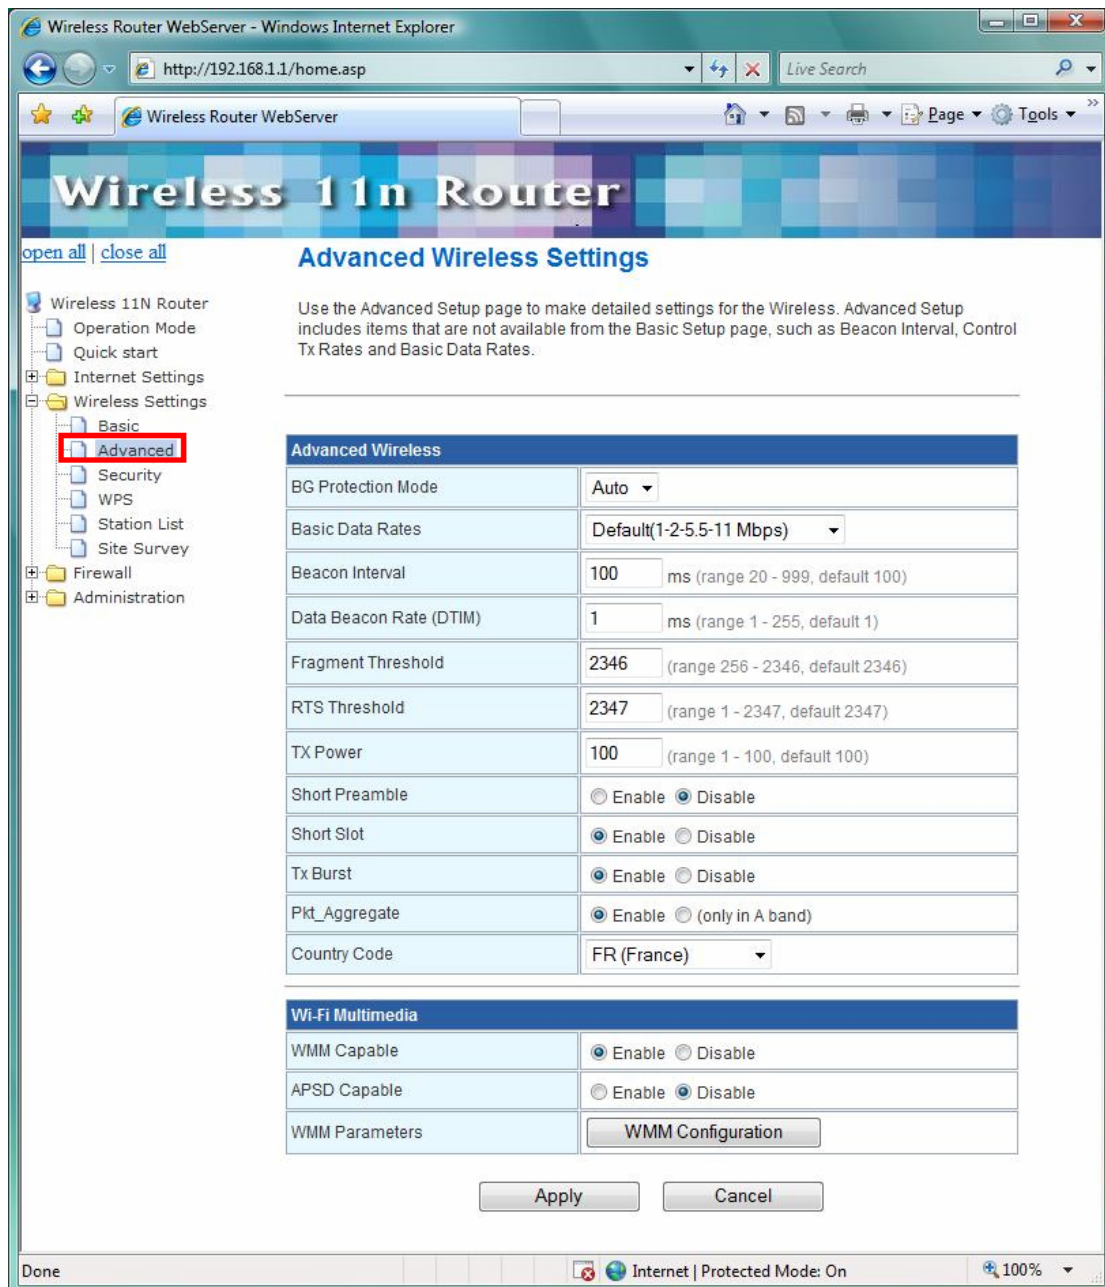 Wireless Router WebServer - Windows Internet Explorer
http://192.168.1.1/home.asp
Live Search
Wireless Router WebServer
Page
Tools
Wireless 11n Router
open all | close all
Wireless 11N Router
Operation Mode
Quick start
Internet Settings
Wireless Settings
Basic
Advanced
Security
WPS
Station List
Site Survey
Firewall
Administration
Advanced Wireless Settings
Use the Advanced Setup page to make detailed settings for the Wireless. Advanced Setup
includes items that are not available from the Basic Setup page, such as Beacon Interval, Control
Tx Rates and Basic Data Rates.
Advanced Wireless
BG Protection Mode Auto
Basic Data Rates Default(1-2-5.5-11 Mbps)
Beacon Interval 100 ms (range 20 - 999, default 100)
Data Beacon Rate (DTIM) 1 ms (range 1 - 255, default 1)
Fragment Threshold 2346 (range 256 - 2346, default 2346)
RTS Threshold 2347 (range 1 - 2347, default 2347)
TX Power 100 (range 1 - 100, default 100)
Short Preamble Enable Disable
Short Slot Enable Disable
Tx Burst Enable Disable
Pkt_Aggregate Enable (only in A band)
Country Code FR (France)
Wi-Fi Multimedia
WMM Capable Enable Disable
APSD Capable Enable Disable
WMM Parameters WMM Configuration
Apply Cancel
Done Internet | Protected Mode: On 100%